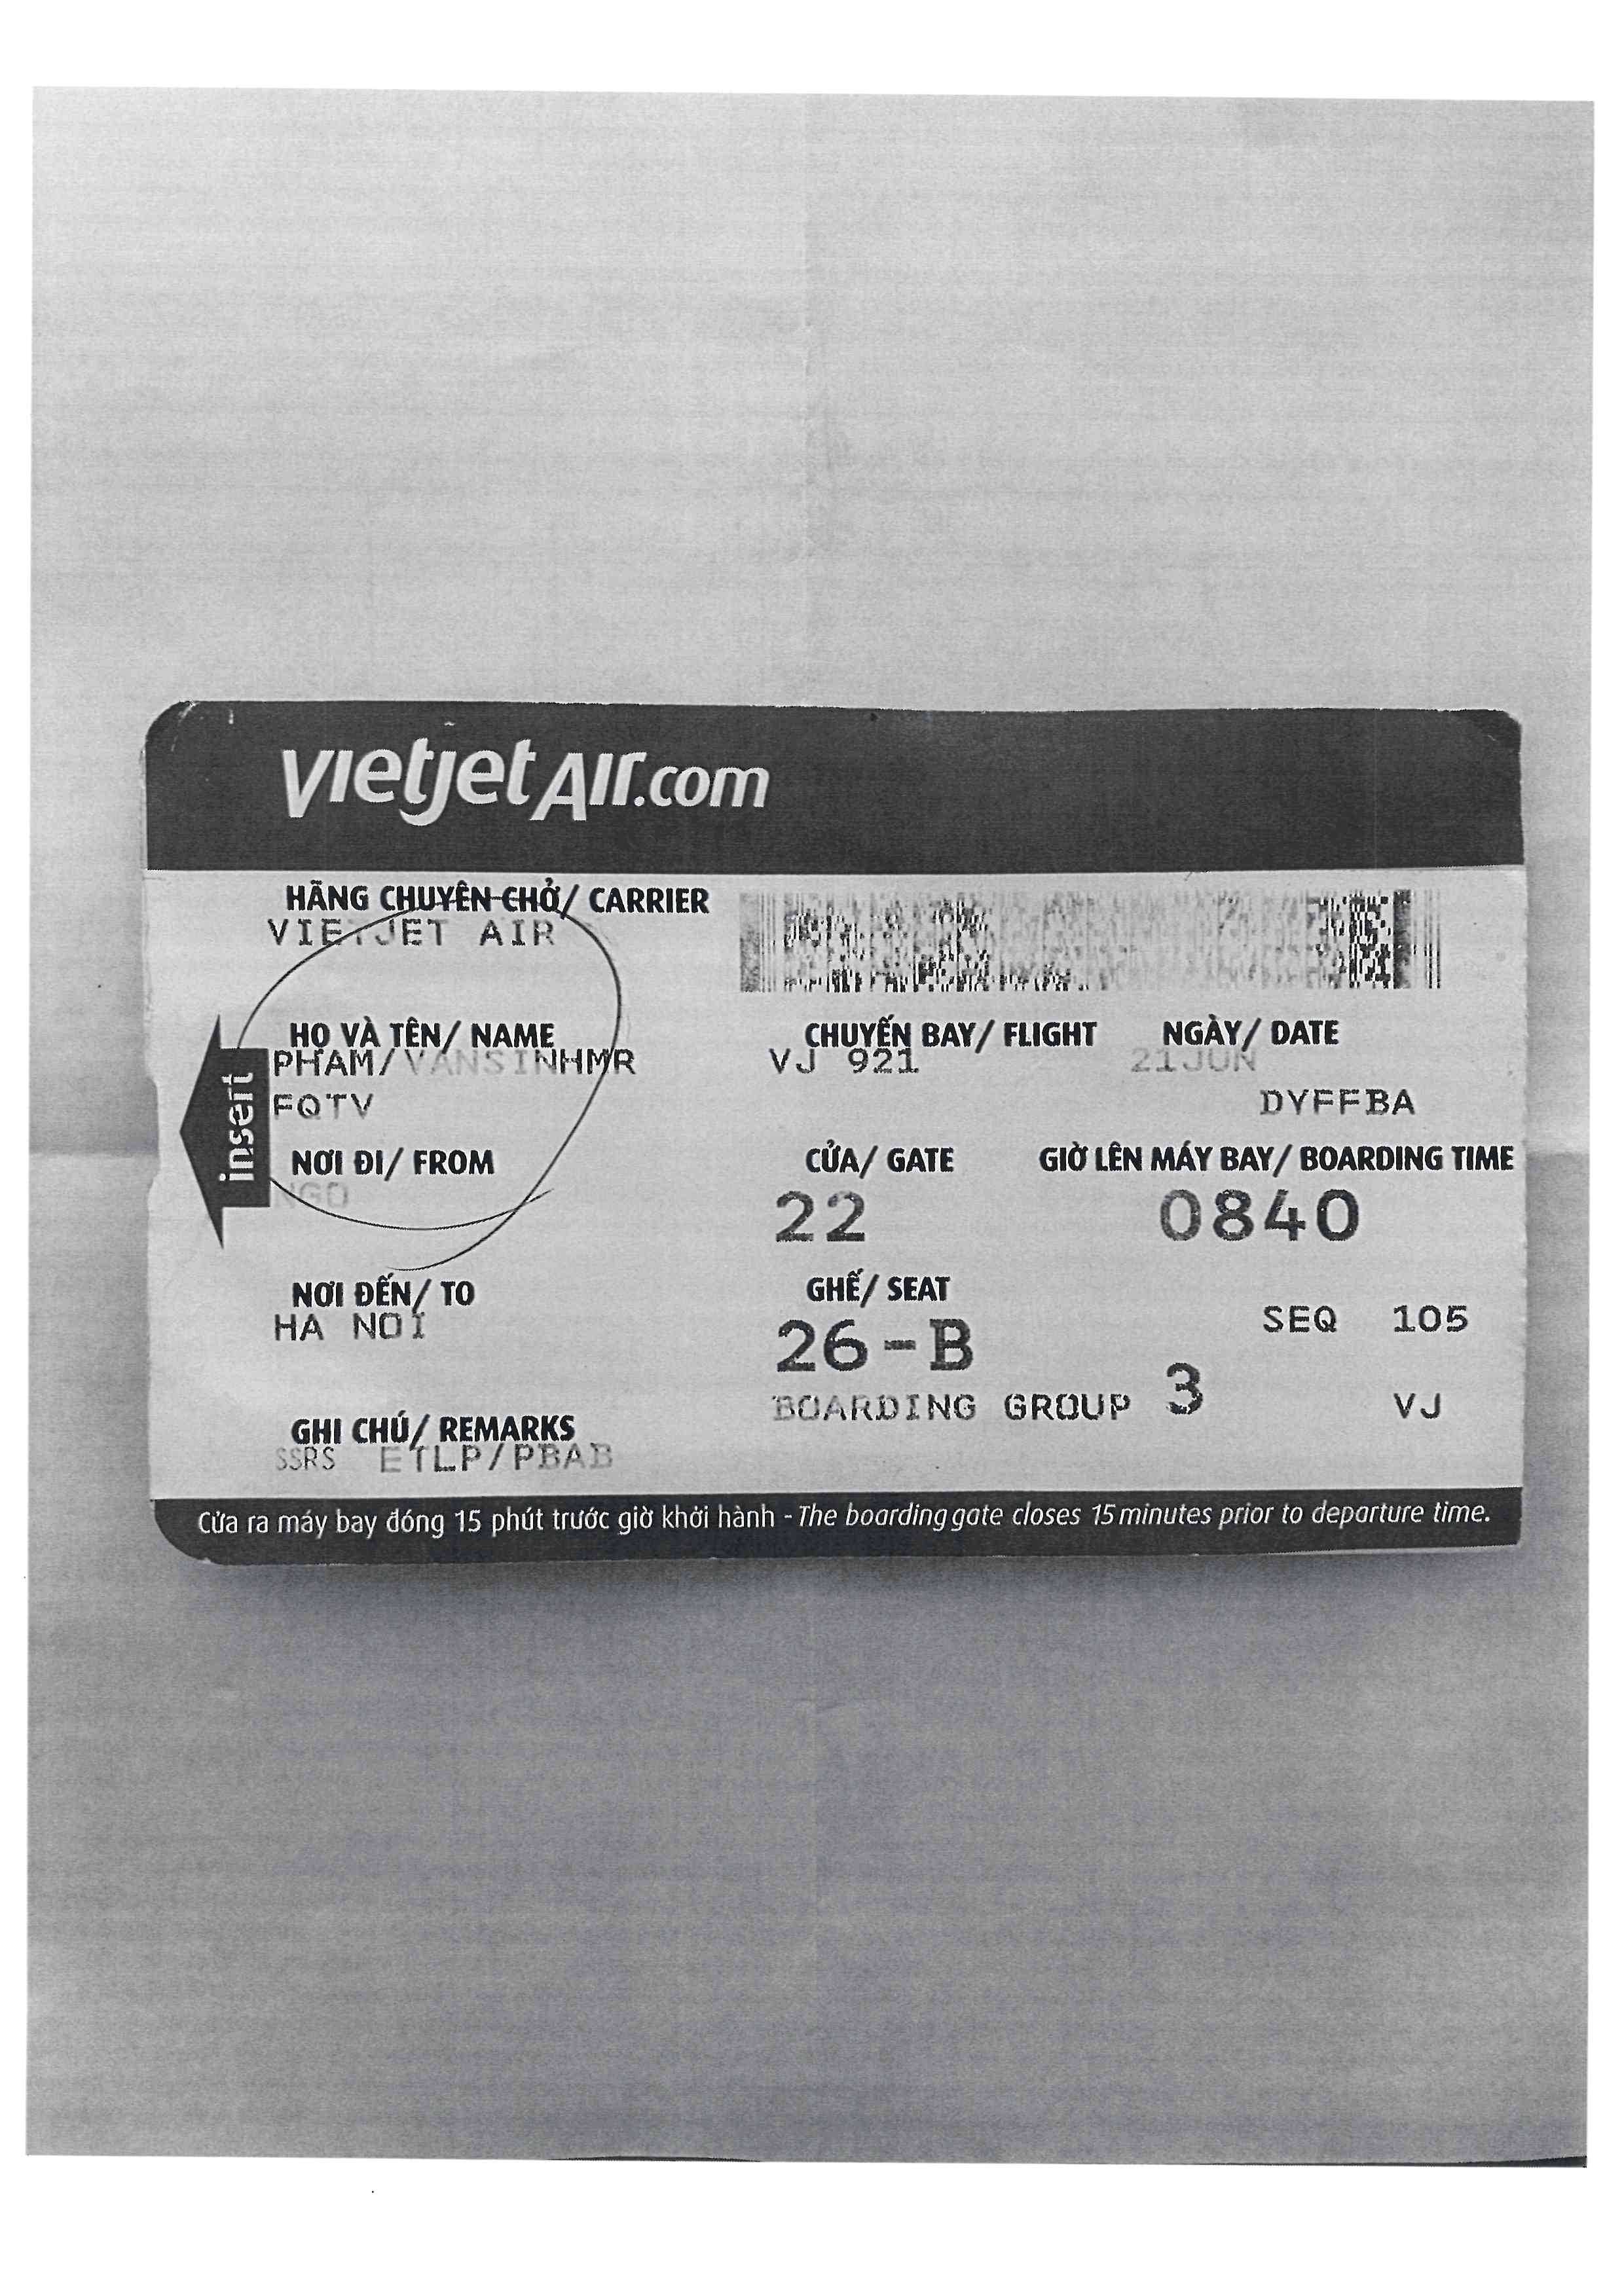 vietjetAir.com
HÃNG CHUYÊN CHỞ/ CARRIER
VIETJET AIR
HỌ VÀ TÊN/ NAME
PHAM/VANSINHMR
FQTV
CHUYẾN BAY/ FLIGHT
VJ 921
NGÀY/ DATE
21JUN
DYFFBA
insert
NƠI ĐI/ FROM
NGO
CỬA/ GATE
22
GIỜ LÊN MÁY BAY/ BOARDING TIME
0840
NƠI ĐẾN/ TO
HA NOI
GHẾ/ SEAT
26-B
SEQ 105
BOARDING GROUP 3
VJ
GHI CHÚ/ REMARKS
SSRS ETLP/PBAB
Cửa ra máy bay đóng 15 phút trước giờ khởi hành - The boarding gate closes 15 minutes prior to departure time.